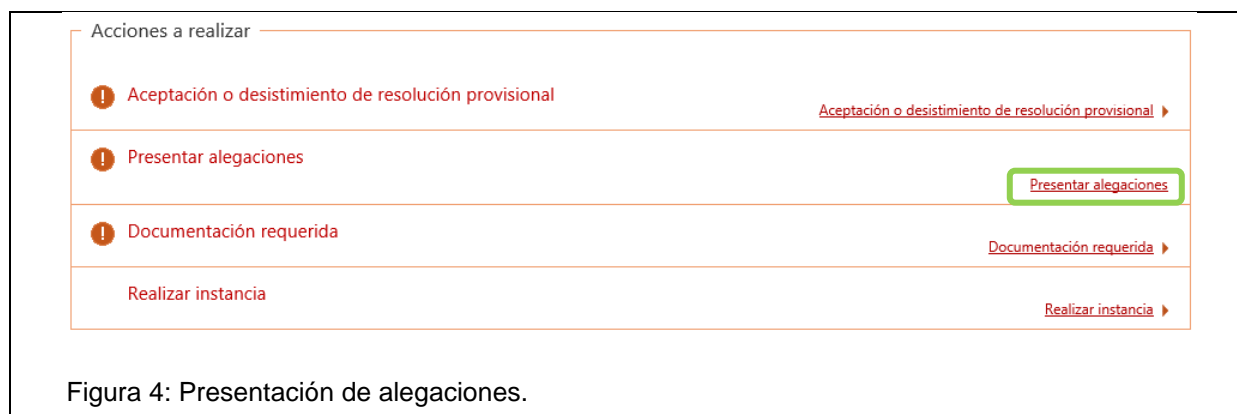 Acciones a realizar
Aceptación o desistimiento de resolución provisional
Aceptación o desistimiento de resolución provisional
Presentar alegaciones
Presentar alegaciones
Documentación requerida
Documentación requerida
Realizar instancia
Realizar instancia
Figura 4: Presentación de alegaciones.